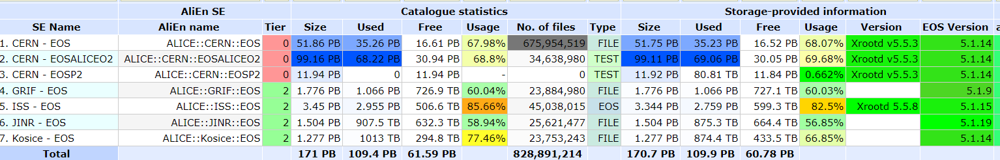 AliEn SE Catalogue statistics Storage-provided information
SE Name AliEn name Tier Size Used Free Usage No. of files Type Size Used Free Usage Version EOS Version
1. CERN - EOS ALICE::CERN::EOS 0 51.86 PB 35.26 PB 16.61 PB 67.98% 675,954,519 FILE 51.75 PB 35.23 PB 16.52 PB 68.07% Xrootd v5.5.3 5.1.14
2. CERN - EOSALICEO2 ALICE::CERN::EOSALICEO2 0 99.16 PB 68.22 PB 30.94 PB 68.8% 34,638,980 TEST 99.11 PB 69.06 PB 30.05 PB 69.68% Xrootd v5.5.3 5.1.14
3. CERN - EOSP2 ALICE::CERN::EOSP2 0 11.94 PB 0 11.94 PB - 0 TEST 11.92 PB 80.81 TB 11.84 PB 0.662% Xrootd v5.5.3 5.1.14
4. GRIF - EOS ALICE::GRIF::EOS 2 1.776 PB 1.066 PB 726.9 TB 60.04% 23,884,980 FILE 1.776 PB 1.066 PB 727.1 TB 60.03% 5.1.9
5. ISS - EOS ALICE::ISS::EOS 2 3.45 PB 2.955 PB 506.6 TB 85.66% 45,038,015 EOS 3.344 PB 2.759 PB 599.3 TB 82.5% Xrootd 5.5.8 5.1.15
6. JINR - EOS ALICE::JINR::EOS 2 1.504 PB 907.5 TB 632.3 TB 58.94% 25,621,477 FILE 1.504 PB 875.3 TB 664.4 TB 56.85% 5.1.19
7. Kosice - EOS ALICE::Kosice::EOS 2 1.277 PB 1013 TB 294.8 TB 77.46% 23,753,243 FILE 1.277 PB 874.4 TB 433.5 TB 66.85% 5.1.14
Total 171 PB 109.4 PB 61.59 PB 828,891,214 170.7 PB 109.9 PB 60.78 PB